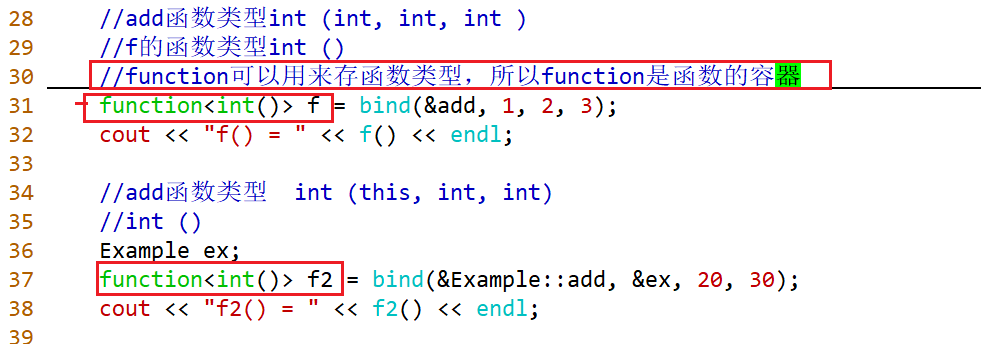 28 //add函数类型int (int, int, int )
29 //f的函数类型int ()
30 //function可以用来存函数类型，所以function是函数的容器
31 function<int()> f = bind(&add, 1, 2, 3);
32 cout << "f() = " << f() << endl;
33
34 //add函数类型  int (this, int, int)
35 //int ()
36 Example ex;
37 function<int()> f2 = bind(&Example::add, &ex, 20, 30);
38 cout << "f2() = " << f2() << endl;
39